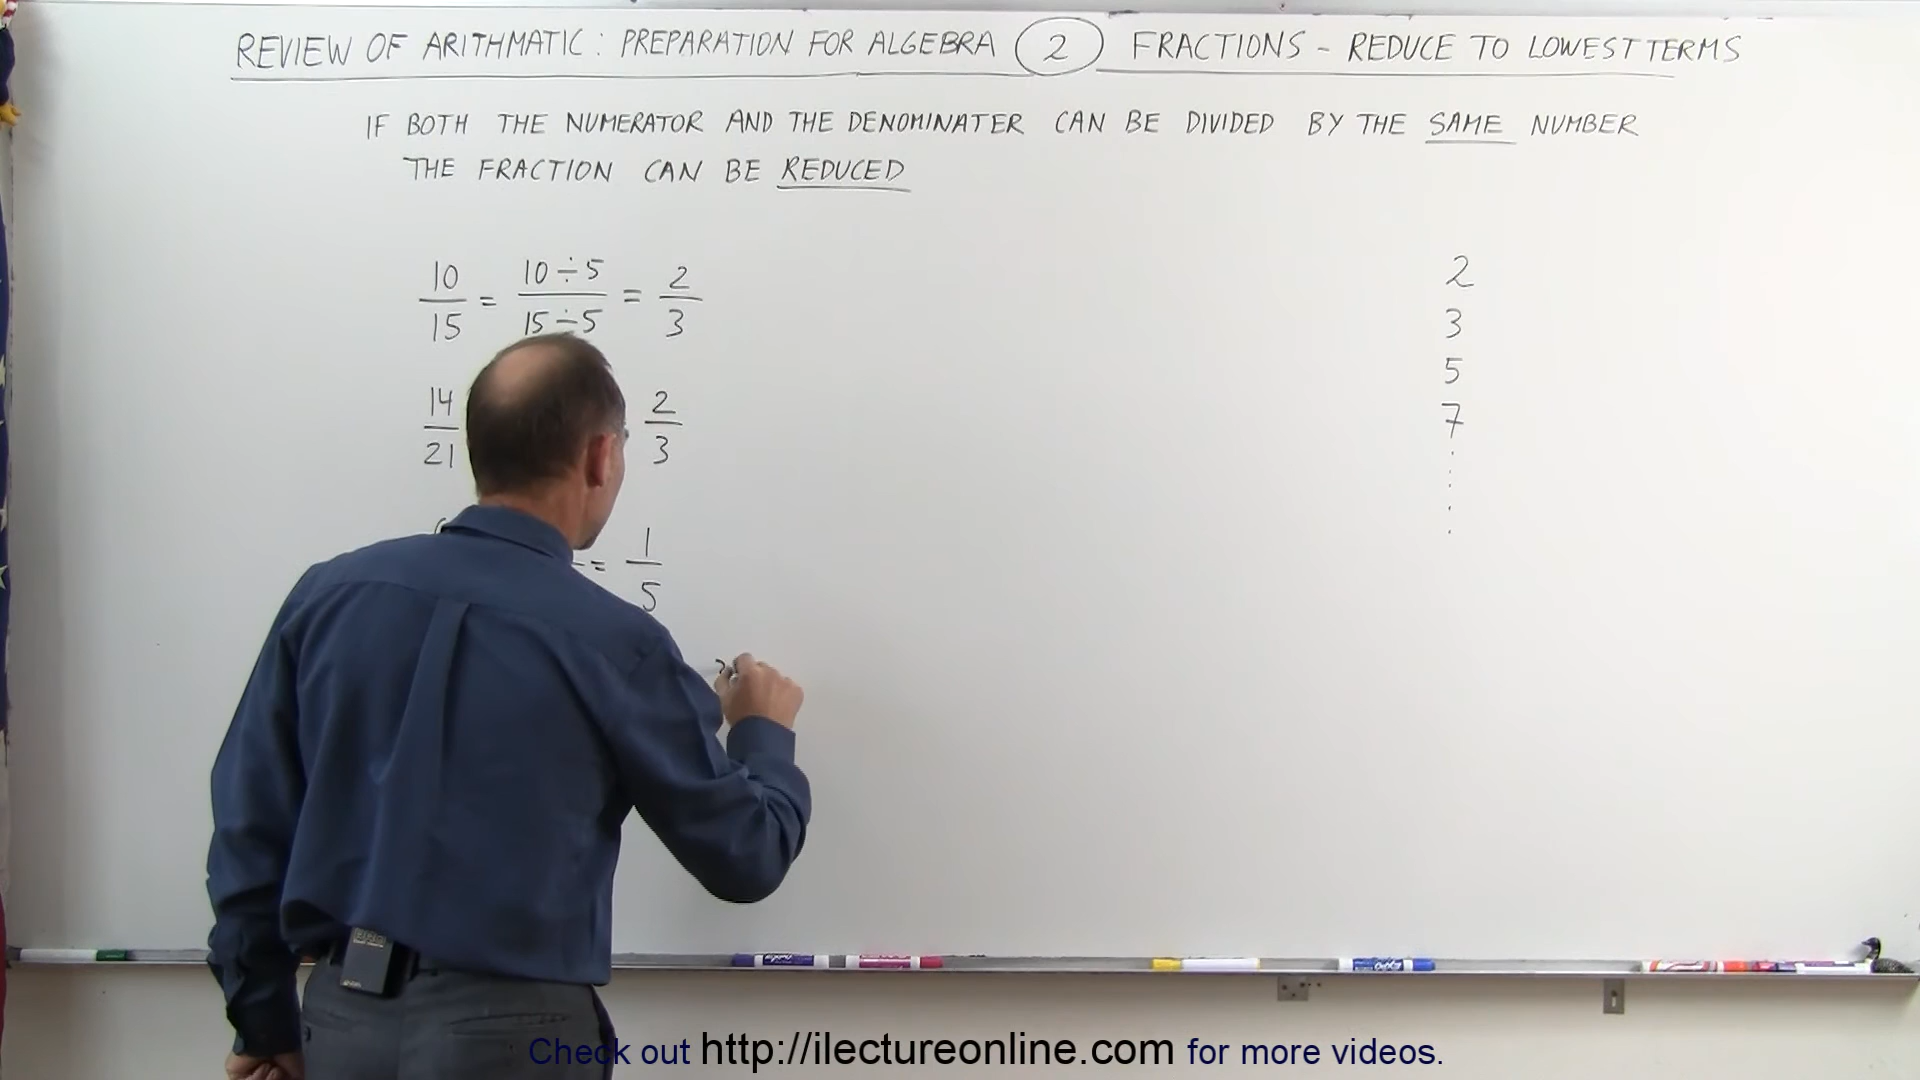 REVIEW OF ARITHMATIC: PREPARATION FOR ALGEBRA 2 FRACTIONS - REDUCE TO LOWEST TERMS
IF BOTH THE NUMERATOR AND THE DENOMINATER CAN BE DIVIDED BY THE SAME NUMBER
THE FRACTION CAN BE REDUCED
10/15 = 10÷5/15÷5 = 2/3
14/21 2/3
= 1/5
2
3
5
7
Check out http://ilectureonline.com for more videos.